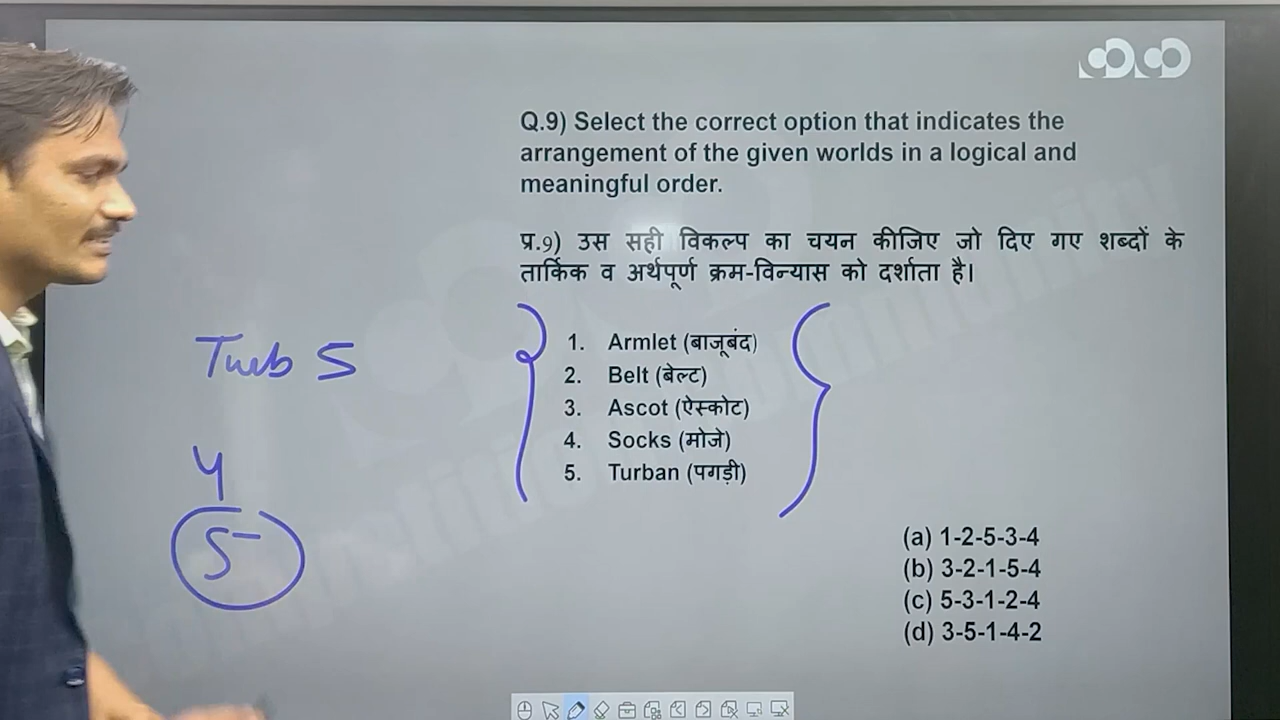 Q.9) Select the correct option that indicates the
arrangement of the given worlds in a logical and
meaningful order.
प्र.9) उस सही विकल्प का चयन कीजिए जो दिए गए शब्दों के
तार्किक व अर्थपूर्ण क्रम-विन्यास को दर्शाता है।
1. Armlet (बाजूबंद)
2. Belt (बेल्ट)
3. Ascot (ऐस्कोट)
4. Socks (मोजे)
5. Turban (पगड़ी)
(a) 1-2-5-3-4
(b) 3-2-1-5-4
(c) 5-3-1-2-4
(d) 3-5-1-4-2
5
4
5